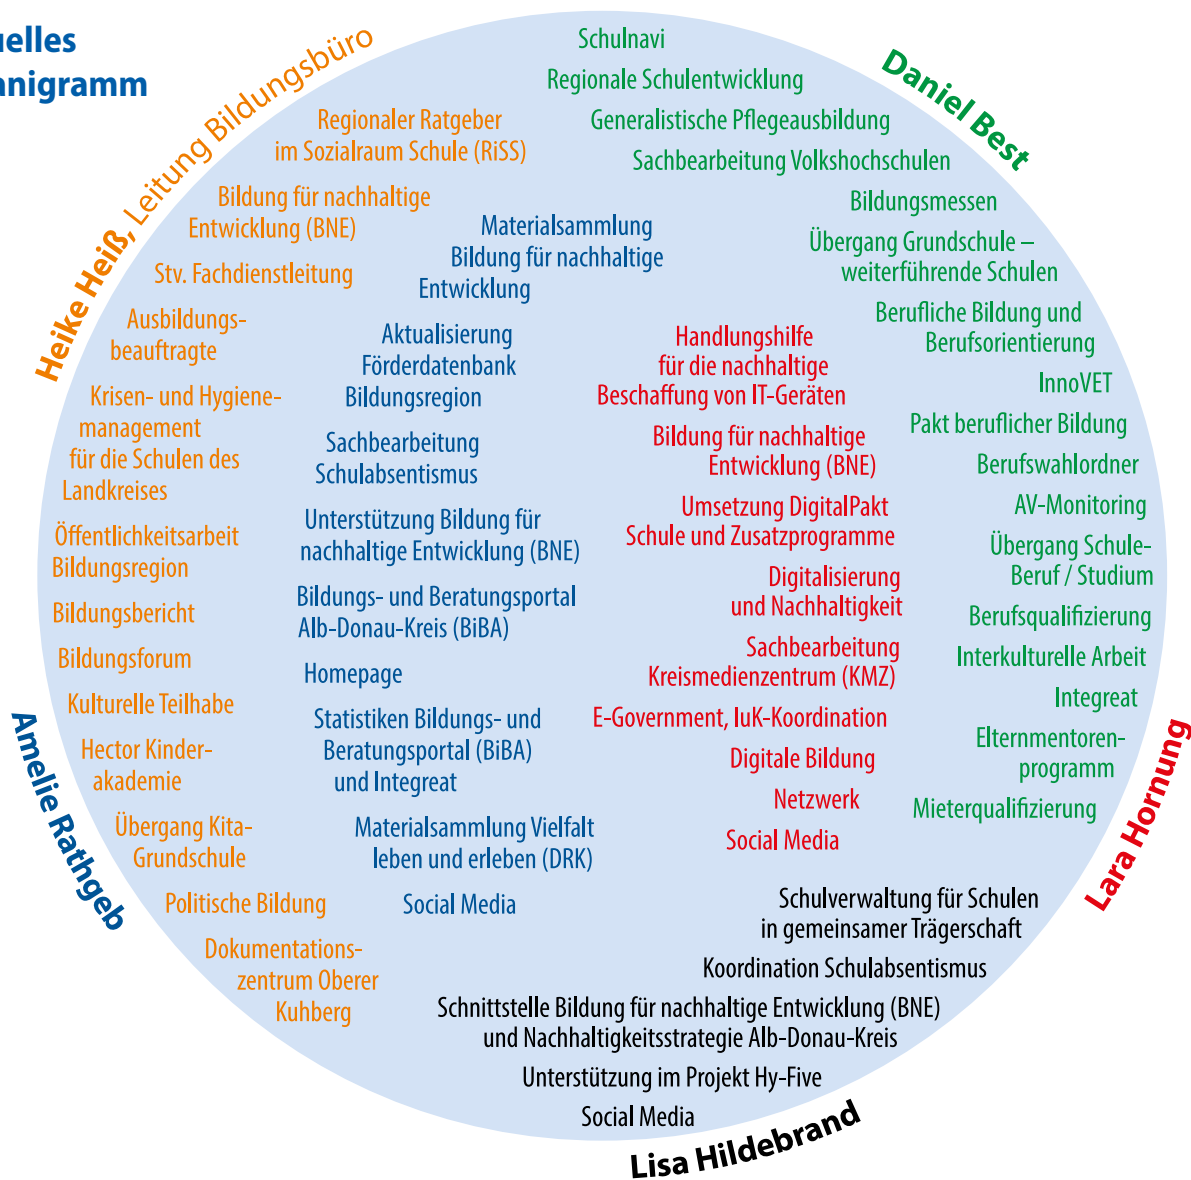 uelles
anigramm
Heike Heiß, Leitung Bildungsbüro
Regionaler Ratgeber
im Sozialraum Schule (RiSS)
Bildung für nachhaltige
Entwicklung (BNE)
Stv. Fachdienstleitung
Ausbildungs-
beauftragte
Krisen- und Hygiene-
management
für die Schulen des
Landkreises
Öffentlichkeitsarbeit
Bildungsregion
Bildungsbericht
Bildungsforum
Kulturelle Teilhabe
Hector Kinder-
akademie
Übergang Kita-
Grundschule
Politische Bildung
Dokumentations-
zentrum Oberer
Kuhberg
Amelie Rathgeb
Materialsammlung
Bildung für nachhaltige
Entwicklung
Aktualisierung
Förderdatenbank
Bildungsregion
Sachbearbeitung
Schulabsentismus
Unterstützung Bildung für
nachhaltige Entwicklung (BNE)
Bildungs- und Beratungsportal
Alb-Donau-Kreis (BiBA)
Homepage
Statistiken Bildungs- und
Beratungsportal (BiBA)
und Integreat
Materialsammlung Vielfalt
leben und erleben (DRK)
Social Media
Daniel Best
Schulnavi
Regionale Schulentwicklung
Generalistische Pflegeausbildung
Sachbearbeitung Volkshochschulen
Bildungsmessen
Übergang Grundschule –
weiterführende Schulen
Berufliche Bildung und
Berufsorientierung
InnoVET
Pakt beruflicher Bildung
Berufswahlordner
AV-Monitoring
Übergang Schule-
Beruf / Studium
Berufsqualifizierung
Interkulturelle Arbeit
Integreat
Elternmentoren-
programm
Mieterqualifizierung
Lara Hornung
Handlungshilfe
für die nachhaltige
Beschaffung von IT-Geräten
Bildung für nachhaltige
Entwicklung (BNE)
Umsetzung DigitalPakt
Schule und Zusatzprogramme
Digitalisierung
und Nachhaltigkeit
Sachbearbeitung
Kreismedienzentrum (KMZ)
E-Government, IuK-Koordination
Digitale Bildung
Netzwerk
Social Media
Schulverwaltung für Schulen
in gemeinsamer Trägerschaft
Koordination Schulabsentismus
Schnittstelle Bildung für nachhaltige Entwicklung (BNE)
und Nachhaltigkeitsstrategie Alb-Donau-Kreis
Unterstützung im Projekt Hy-Five
Social Media
Lisa Hildebrand